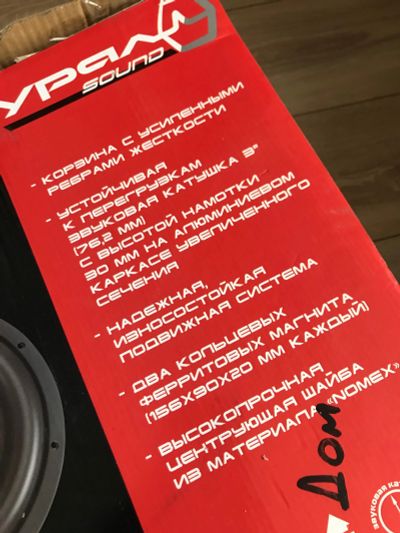 УРАЛ
SOUND
- КОРЗИНА С УСИЛЕННЫМИ
РЕБРАМИ ЖЕСТКОСТИ
- УСТОЙЧИВАЯ
К ПЕРЕГРУЗКАМ
ЗВУКОВАЯ КАТУШКА 3"
(76,2 ММ)
С ВЫСОТОЙ НАМОТКИ
30 ММ НА АЛЮМИНИЕВОМ
КАРКАСЕ УВЕЛИЧЕННОГО
СЕЧЕНИЯ
- НАДЕЖНАЯ,
ИЗНОСОСТОЙКАЯ
ПОДВИЖНАЯ СИСТЕМА
- ДВА КОЛЬЦЕВЫХ
ФЕРРИТОВЫХ МАГНИТА
(156Х90Х20 ММ КАЖДЫЙ)
- ВЫСОКОПРОЧНАЯ
ЦЕНТРУЮЩАЯ ШАЙБА
ИЗ МАТЕРИАЛА «NOMEX»
Дом
звуковая кат